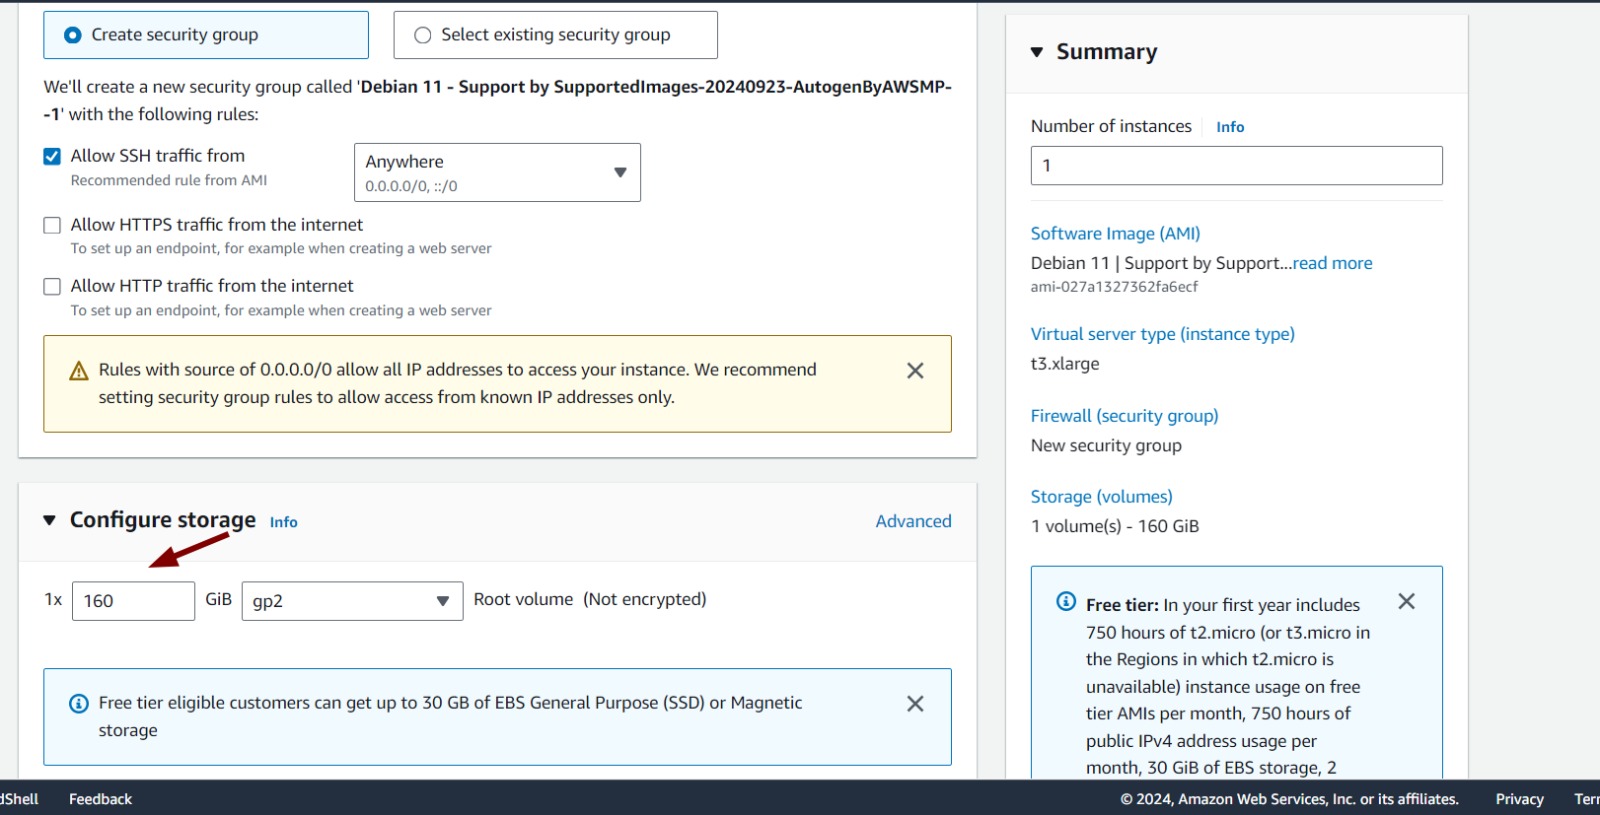 Create security group
Select existing security group
We'll create a new security group called 'Debian 11 - Support by SupportedImages-20240923-AutogenByAWSMP-
-1' with the following rules:
Allow SSH traffic from
Recommended rule from AMI
Anywhere
0.0.0.0/0, ::/0
Allow HTTPS traffic from the internet
To set up an endpoint, for example when creating a web server
Allow HTTP traffic from the internet
To set up an endpoint, for example when creating a web server
Rules with source of 0.0.0.0/0 allow all IP addresses to access your instance. We recommend
setting security group rules to allow access from known IP addresses only.
Configure storage Info
Advanced
1x 160 GiB gp2 Root volume (Not encrypted)
Free tier eligible customers can get up to 30 GB of EBS General Purpose (SSD) or Magnetic
storage
Summary
Number of instances Info
1
Software Image (AMI)
Debian 11 | Support by Support...read more
ami-027a1327362fa6ecf
Virtual server type (instance type)
t3.xlarge
Firewall (security group)
New security group
Storage (volumes)
1 volume(s) - 160 GiB
Free tier: In your first year includes
750 hours of t2.micro (or t3.micro in
the Regions in which t2.micro is
unavailable) instance usage on free
tier AMIs per month, 750 hours of
public IPv4 address usage per
month, 30 GiB of EBS storage, 2
dShell Feedback
© 2024, Amazon Web Services, Inc. or its affiliates. Privacy Terr